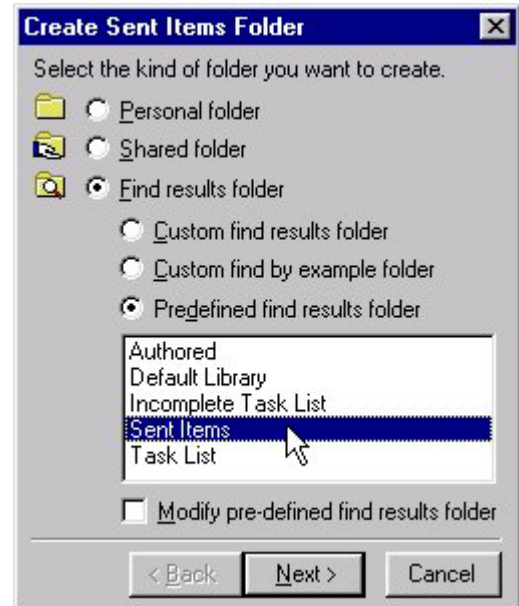 Create Sent Items Folder
Select the kind of folder you want to create.
Personal folder
Shared folder
Find results folder
Custom find results folder
Custom find by example folder
Predefined find results folder
Authored
Default Library
Incomplete Task List
Sent Items
Task List
Modify pre-defined find results folder
< Back Next > Cancel